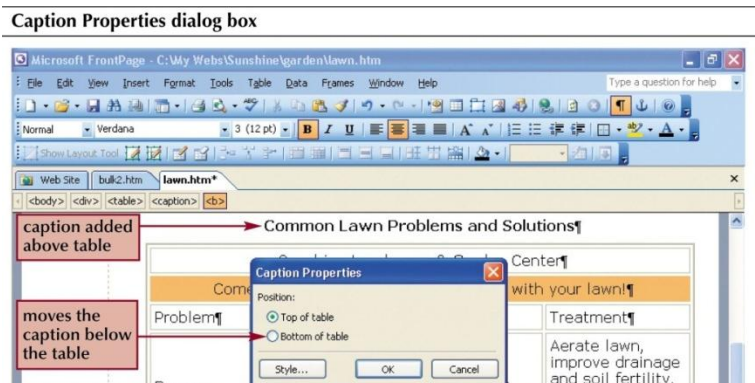 Caption Properties dialog box
Microsoft FrontPage - C:\My Webs\Sunshine\garden\lawn.htm
File Edit View Insert Format Tools Table Data Frames Window Help Type a question for help
Normal Verdana 3 (12 pt) B I U
Show Layout Tool
Web Site bulk2.htm lawn.htm*
<body> <div> <table> <caption> <b>
caption added
above table
Common Lawn Problems and Solutions¶
Center¶
Come with your lawn!¶
Caption Properties
Position:
Top of table
Bottom of table
Style... OK Cancel
moves the
caption below
the table
Problem¶ Treatment¶
Aerate lawn,
improve drainage
and soil fertility.